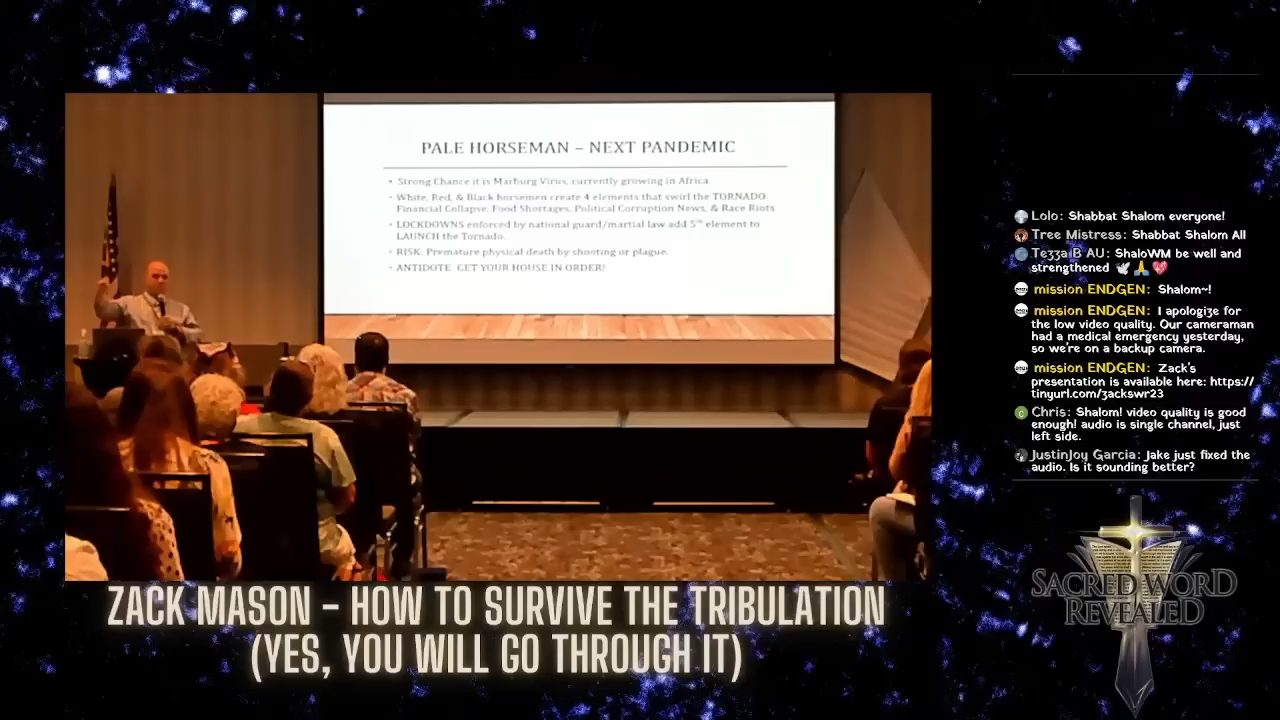 PALE HORSEMAN – NEXT PANDEMIC
• Strong Chance it is Marburg Virus, currently growing in Africa.
• White, Red, & Black horsemen create 4 elements that swirl the TORNADO:
Financial Collapse, Food Shortages, Political Corruption News, & Race Riots
• LOCKDOWNS enforced by national guard/martial law add 5th element to
LAUNCH the Tornado.
• RISK: Premature physical death by shooting or plague.
• ANTIDOTE GET YOUR HOUSE IN ORDER!
Lolo: Shabbat Shalom everyone!
Tree Mistress: Shabbat Shalom All
Tezza B AU: ShaloWM be well and
strengthened 🕊️🙏💖
mission ENDGEN: Shalom~!
mission ENDGEN: I apologize for
the low video quality. Our cameraman
had a medical emergency yesterday,
so we're on a backup camera.
mission ENDGEN: Zack's
presentation is available here: https://
tinyurl.com/zackswr23
C Chris: Shalom! video quality is good
enough! audio is single channel, just
left side.
JustinJoy Garcia: Jake just fixed the
audio. Is it sounding better?
SACRED WORD
REVEALED
ZACK MASON - HOW TO SURVIVE THE TRIBULATION
(YES, YOU WILL GO THROUGH IT)